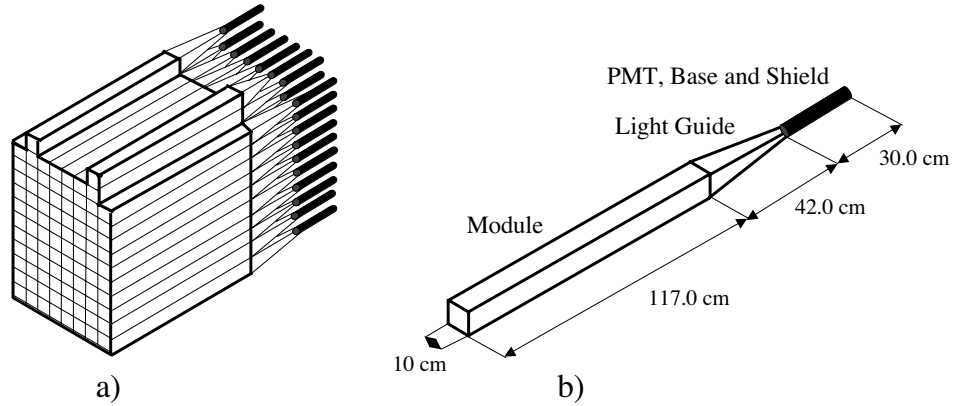 PMT, Base and Shield
Light Guide
30.0 cm
42.0 cm
Module
117.0 cm
10 cm
a)
b)